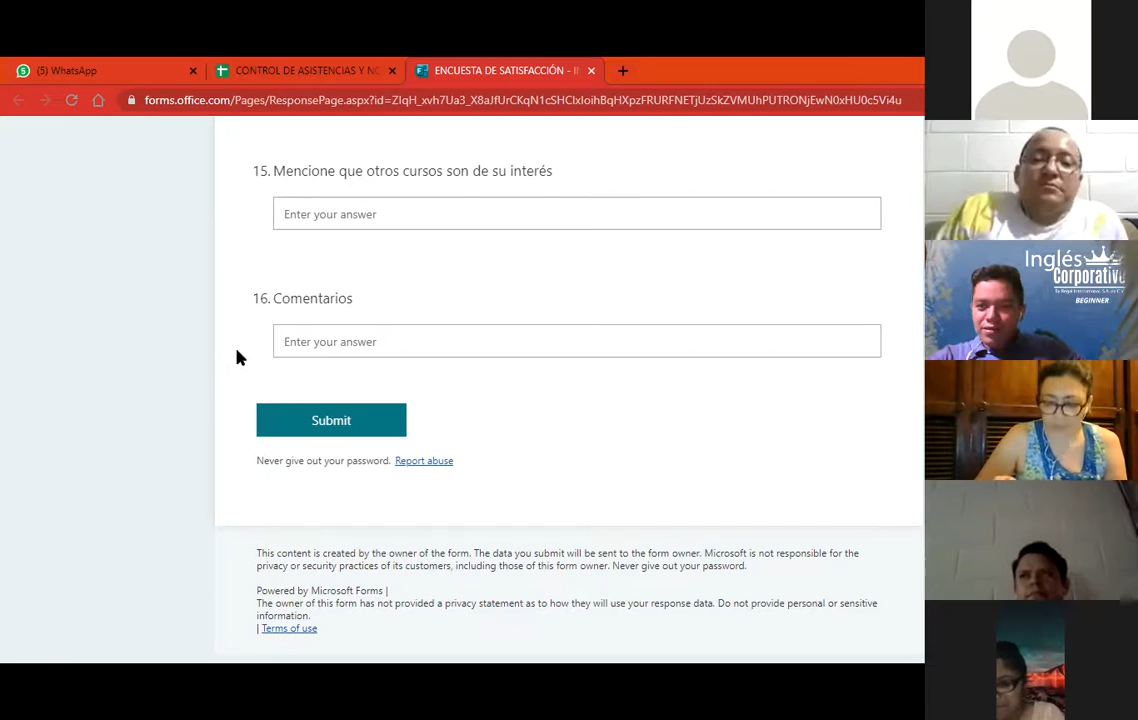 (5) WhatsApp
CONTROL DE ASISTENCIAS Y NC
ENCUESTA DE SATISFACCIÓN - I
forms.office.com/Pages/ResponsePage.aspx?id=ZIqH_xvh7Ua3_X8aJfUrCKqN1cSHClxIoihBqHXpzFRURFNETjUzSkZVMUhPUTRONjEwN0xHU0c5Vi4u
15. Mencione que otros cursos son de su interés
Enter your answer
16. Comentarios
Enter your answer
Submit
Never give out your password. Report abuse
This content is created by the owner of the form. The data you submit will be sent to the form owner. Microsoft is not responsible for the
privacy or security practices of its customers, including those of this form owner. Never give out your password.
Powered by Microsoft Forms |
The owner of this form has not provided a privacy statement as to how they will use your response data. Do not provide personal or sensitive
information.
| Terms of use
Inglés
Corporativo
BEGINNER